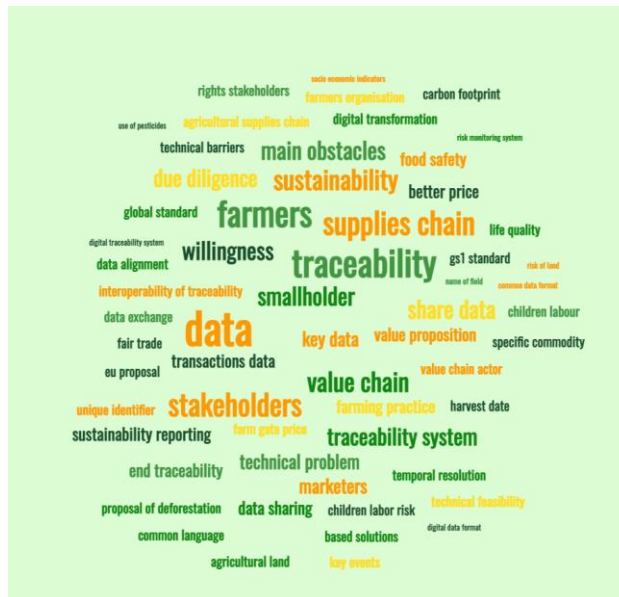 socio economic indicators
rights stakeholders
farmers organisation
carbon footprint
use of pesticides
agricultural supplies chain
digital transformation
risk monitoring system
technical barriers
main obstacles
food safety
due diligence
sustainability
better price
global standard
farmers
supplies chain
life quality
digital traceability system
willingness
traceability
gs1 standard
data alignment
risk of land
interoperability of traceability
smallholder
name of field
common data format
data exchange
data
share data
children labour
fair trade
key data
value proposition
specific commodity
eu proposal
transactions data
value chain
value chain actor
unique identifier
stakeholders
farming practice
harvest date
sustainability reporting
farm gate price
traceability system
end traceability
technical problem
temporal resolution
marketers
proposal of deforestation
data sharing
children labor risk
technical feasibility
common language
based solutions
digital data format
agricultural land
key events